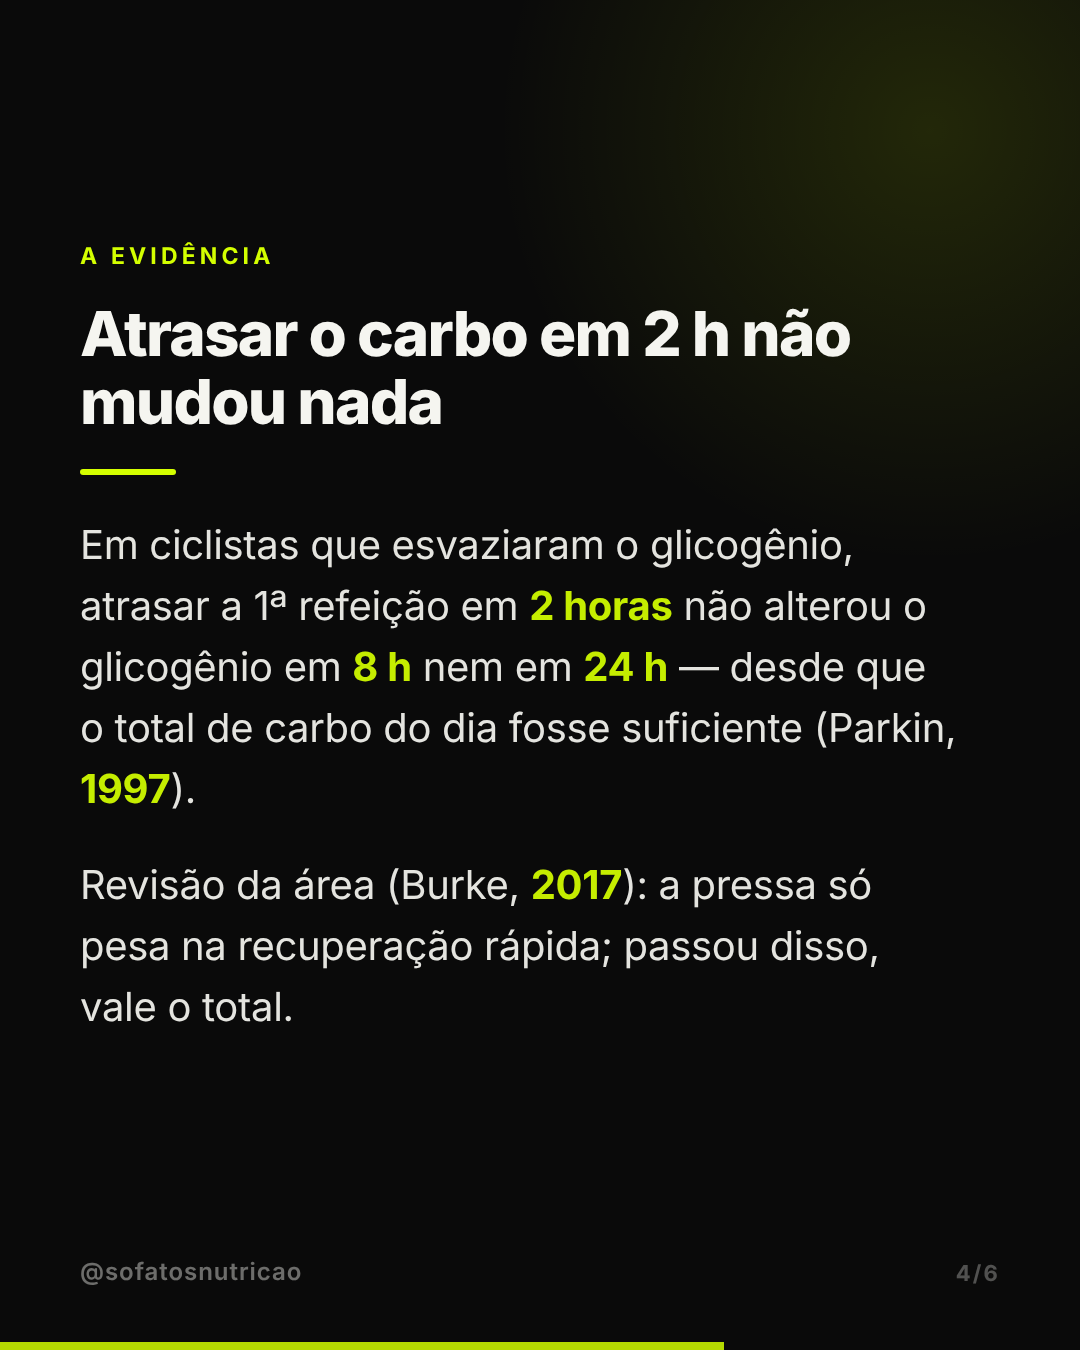 A EVIDÊNCIA
Atrasar o carbo em 2 h não
mudou nada
Em ciclistas que esvaziaram o glicogênio,
atrasar a 1ª refeição em 2 horas não alterou o
glicogênio em 8 h nem em 24 h — desde que
o total de carbo do dia fosse suficiente (Parkin,
1997).
Revisão da área (Burke, 2017): a pressa só
pesa na recuperação rápida; passou disso,
vale o total.
@sofatosnutricao
4/6